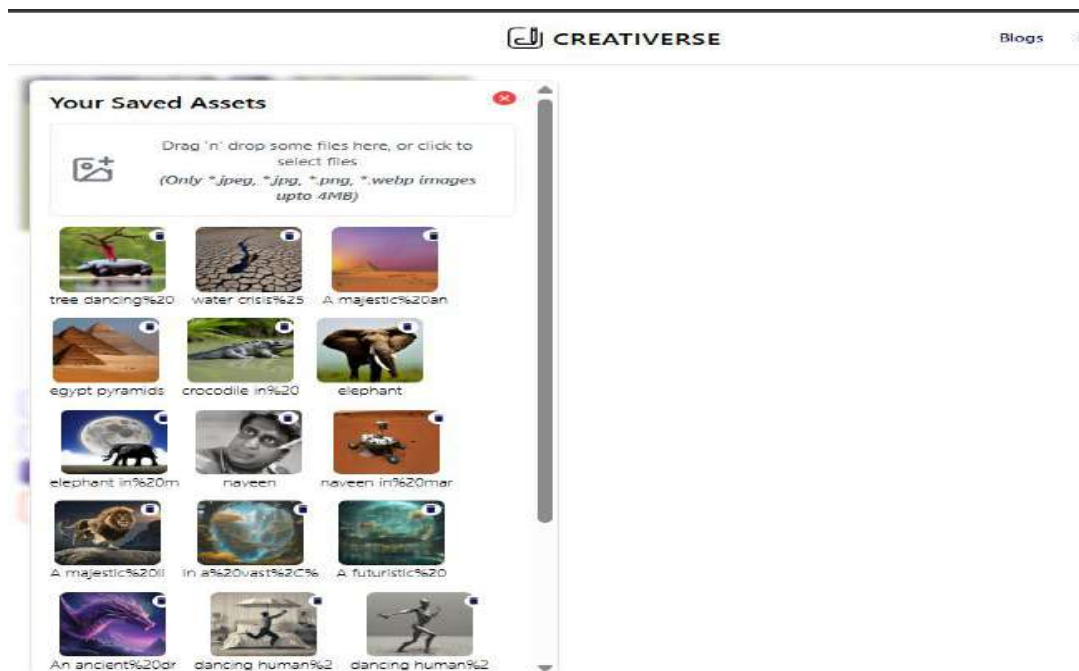 CREATIVERSE
Blogs
Your Saved Assets
Drag 'n' drop some files here, or click to
select files
(Only *.jpeg, *.jpg, *.png, *.webp images
upto 4MB)
tree dancing%20 water crisis%25 A majestic%20an
egypt pyramids crocodile in%20 elephant
elephant in%20m naveen naveen in%20mar
A majestic%20li In a%20vast%2C% A futuristic%20
An ancient%20dr dancing human%2 dancing human%2